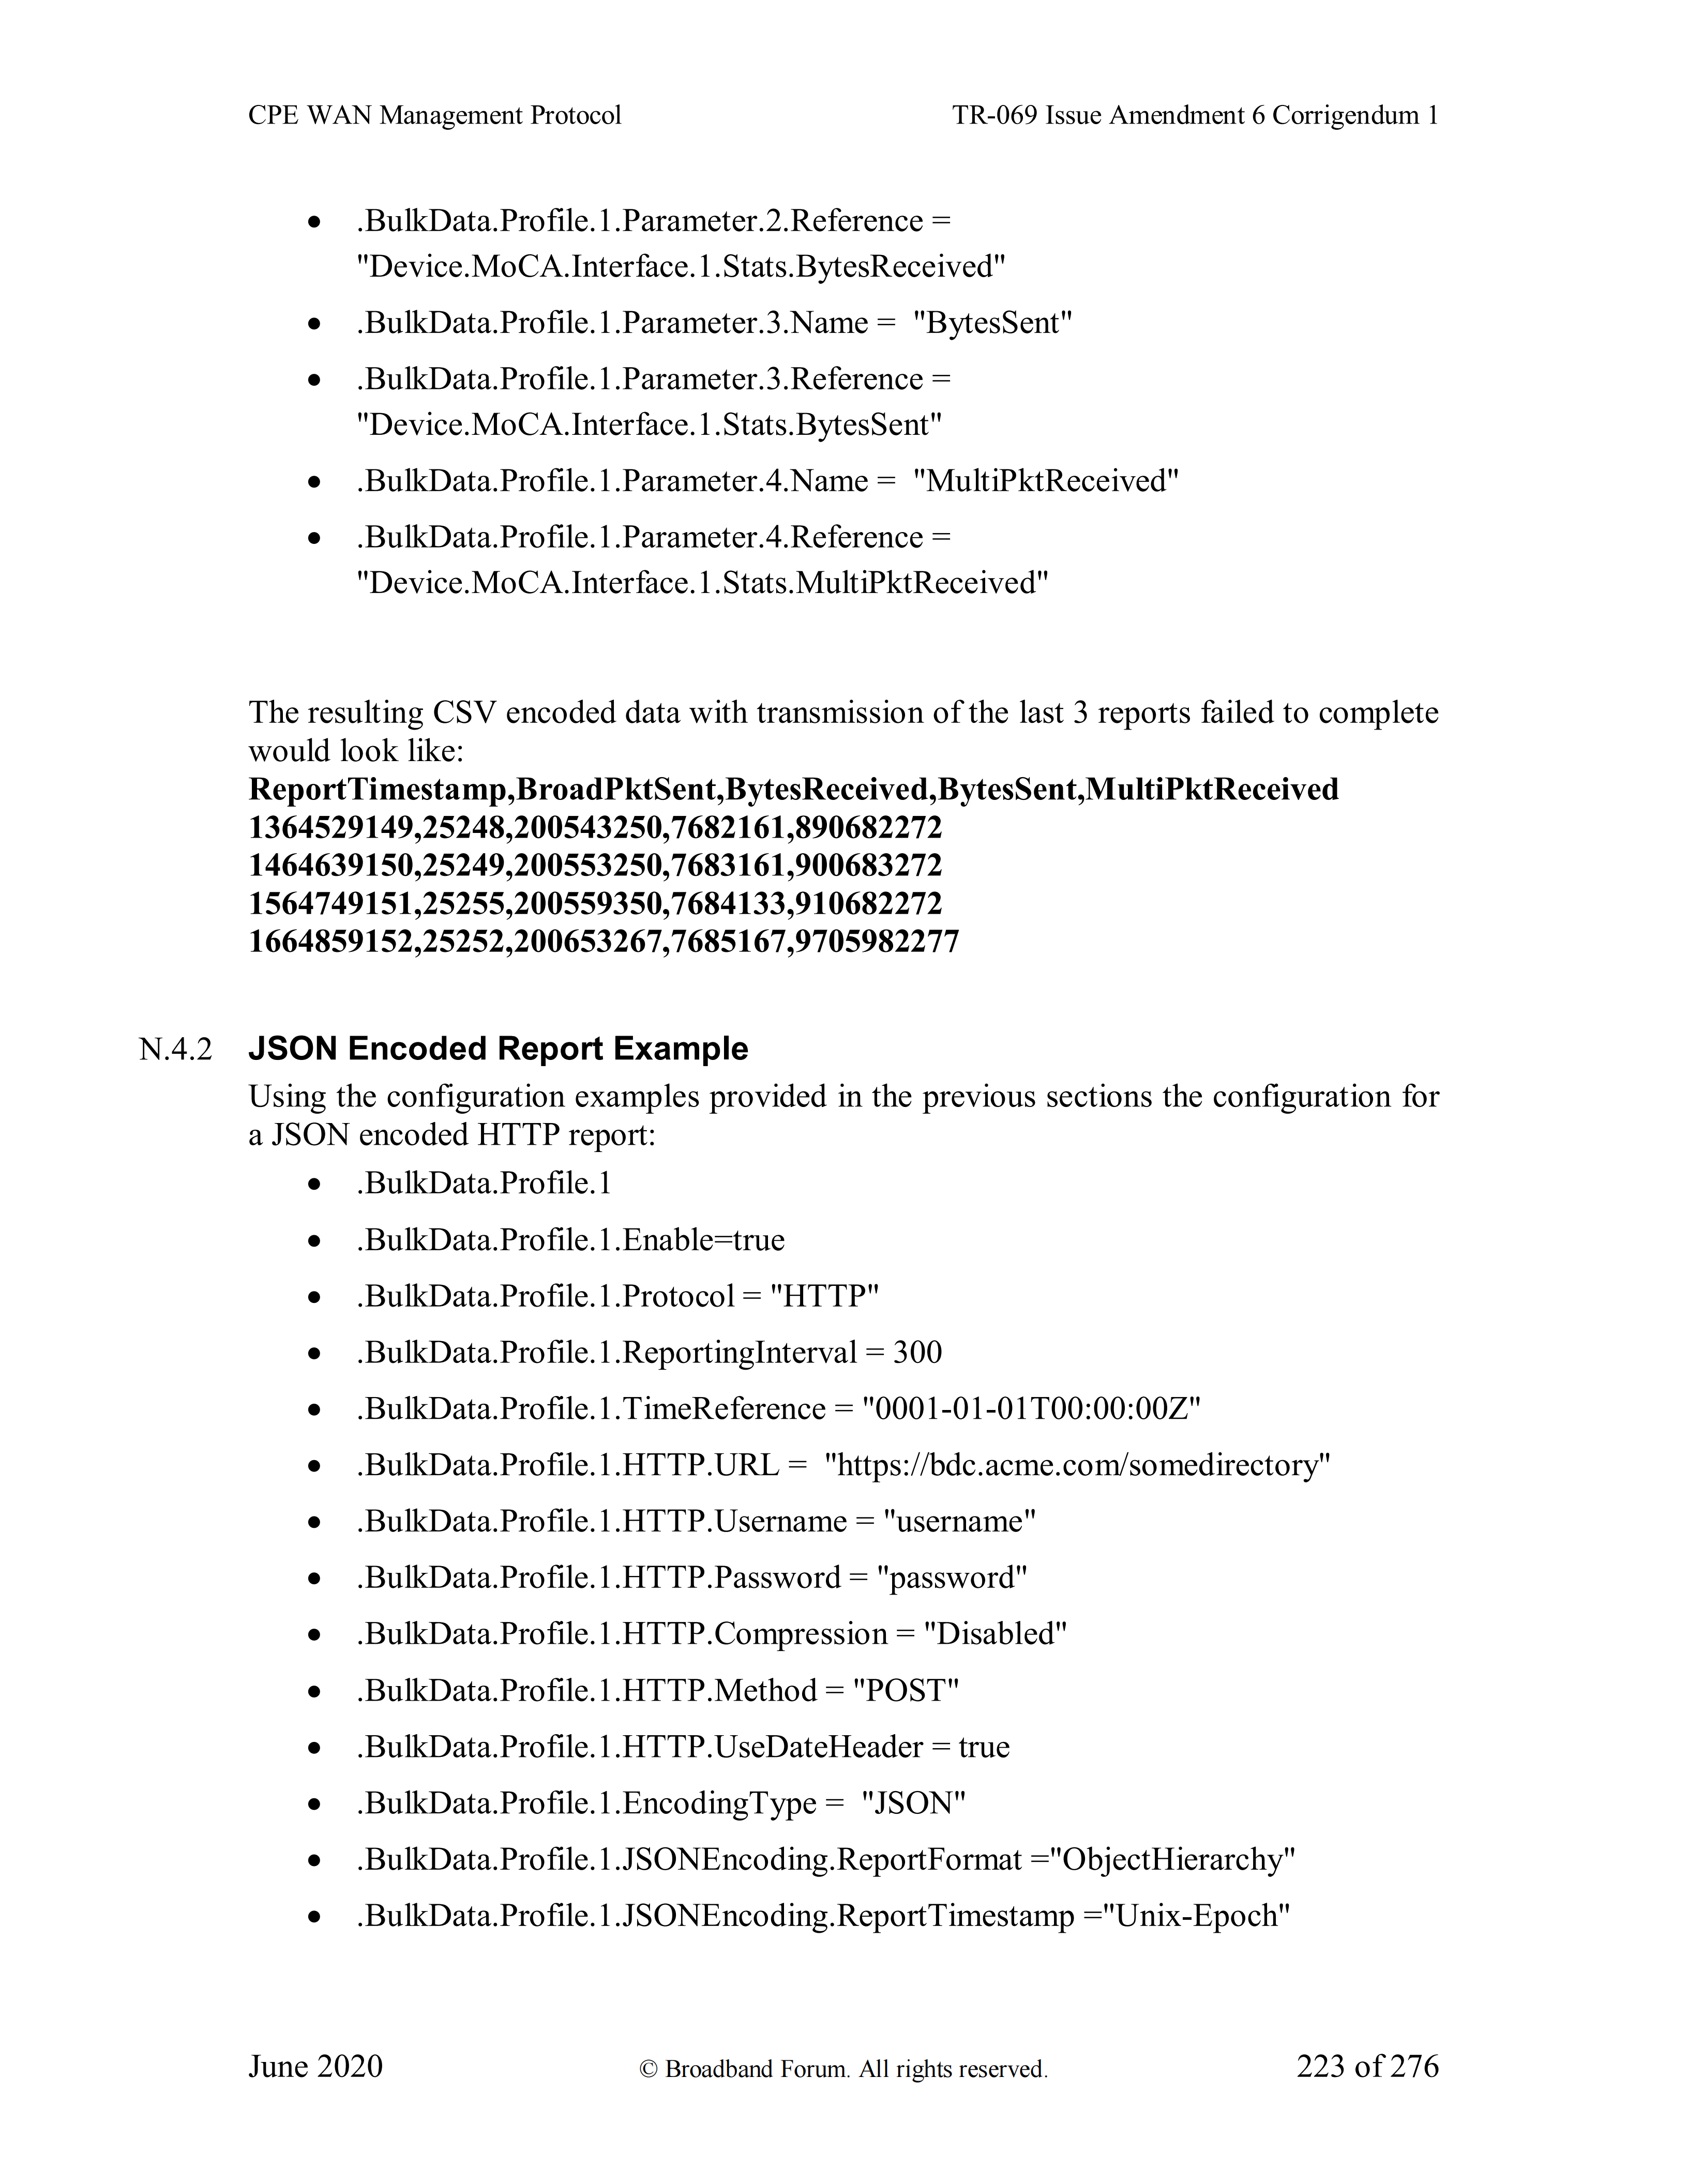 CPE WAN Management Protocol TR-069 Issue Amendment 6 Corrigendum 1
• .BulkData.Profile.1.Parameter.2.Reference =
"Device.MoCA.Interface.1.Stats.BytesReceived"
• .BulkData.Profile.1.Parameter.3.Name =  "BytesSent"
• .BulkData.Profile.1.Parameter.3.Reference =
"Device.MoCA.Interface.1.Stats.BytesSent"
• .BulkData.Profile.1.Parameter.4.Name =  "MultiPktReceived"
• .BulkData.Profile.1.Parameter.4.Reference =
"Device.MoCA.Interface.1.Stats.MultiPktReceived"
The resulting CSV encoded data with transmission of the last 3 reports failed to complete
would look like:
ReportTimestamp,BroadPktSent,BytesReceived,BytesSent,MultiPktReceived
1364529149,25248,200543250,7682161,890682272
1464639150,25249,200553250,7683161,900683272
1564749151,25255,200559350,7684133,910682272
1664859152,25252,200653267,7685167,9705982277
N.4.2 JSON Encoded Report Example
Using the configuration examples provided in the previous sections the configuration for
a JSON encoded HTTP report:
• .BulkData.Profile.1
• .BulkData.Profile.1.Enable=true
• .BulkData.Profile.1.Protocol = "HTTP"
• .BulkData.Profile.1.ReportingInterval = 300
• .BulkData.Profile.1.TimeReference = "0001-01-01T00:00:00Z"
• .BulkData.Profile.1.HTTP.URL =  "https://bdc.acme.com/somedirectory"
• .BulkData.Profile.1.HTTP.Username = "username"
• .BulkData.Profile.1.HTTP.Password = "password"
• .BulkData.Profile.1.HTTP.Compression = "Disabled"
• .BulkData.Profile.1.HTTP.Method = "POST"
• .BulkData.Profile.1.HTTP.UseDateHeader = true
• .BulkData.Profile.1.EncodingType =  "JSON"
• .BulkData.Profile.1.JSONEncoding.ReportFormat ="ObjectHierarchy"
• .BulkData.Profile.1.JSONEncoding.ReportTimestamp ="Unix-Epoch"
June 2020 © Broadband Forum. All rights reserved. 223 of 276